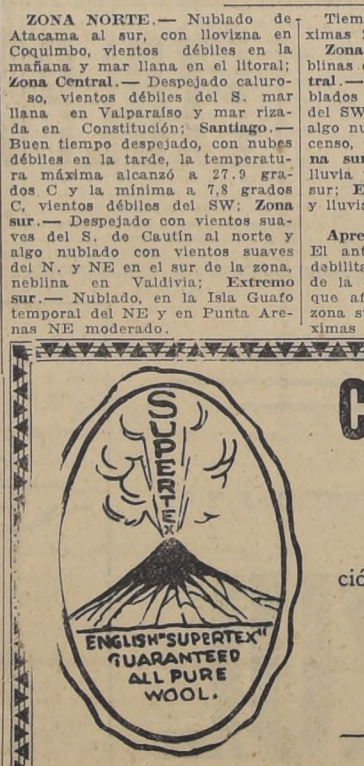 ZONA NORTE.— Nublado de
Atacama al sur, con llovizna en
Coquimbo, vientos débiles en la
mañana y mar llana en el litoral;
Zona Central.— Despejado caluro-
so, vientos débiles del S. mar
llana en Valparaíso y mar riza-
da en Constitución; Santiago.—
Buen tiempo despejado, con nubes
débiles en la tarde, la temperatu-
ra máxima alcanzó a 27.9 gra-
dos C y la mínima a 7,8 grados
C, vientos débiles del SW; Zona
sur.— Despejado con vientos sua-
ves del S. de Cautín al norte y
algo nublado con vientos suaves
del N. y NE en el sur de la zona,
neblina en Valdivia; Extremo
sur.— Nublado, en la Isla Guafo
temporal del NE y en Punta Are-
nas NE moderado.
Tiem
ximas
Zona
blinas
tral.—
blados
del SW
algo n
censo,
na sur
lluvia
sur; E
y lluvia
Apre
El ant
debilit
de la
que af
zona s
ximas
SUPERTEX
ENGLISH "SUPERTEX"
GUARANTEED
ALL PURE
WOOL.
C
ció